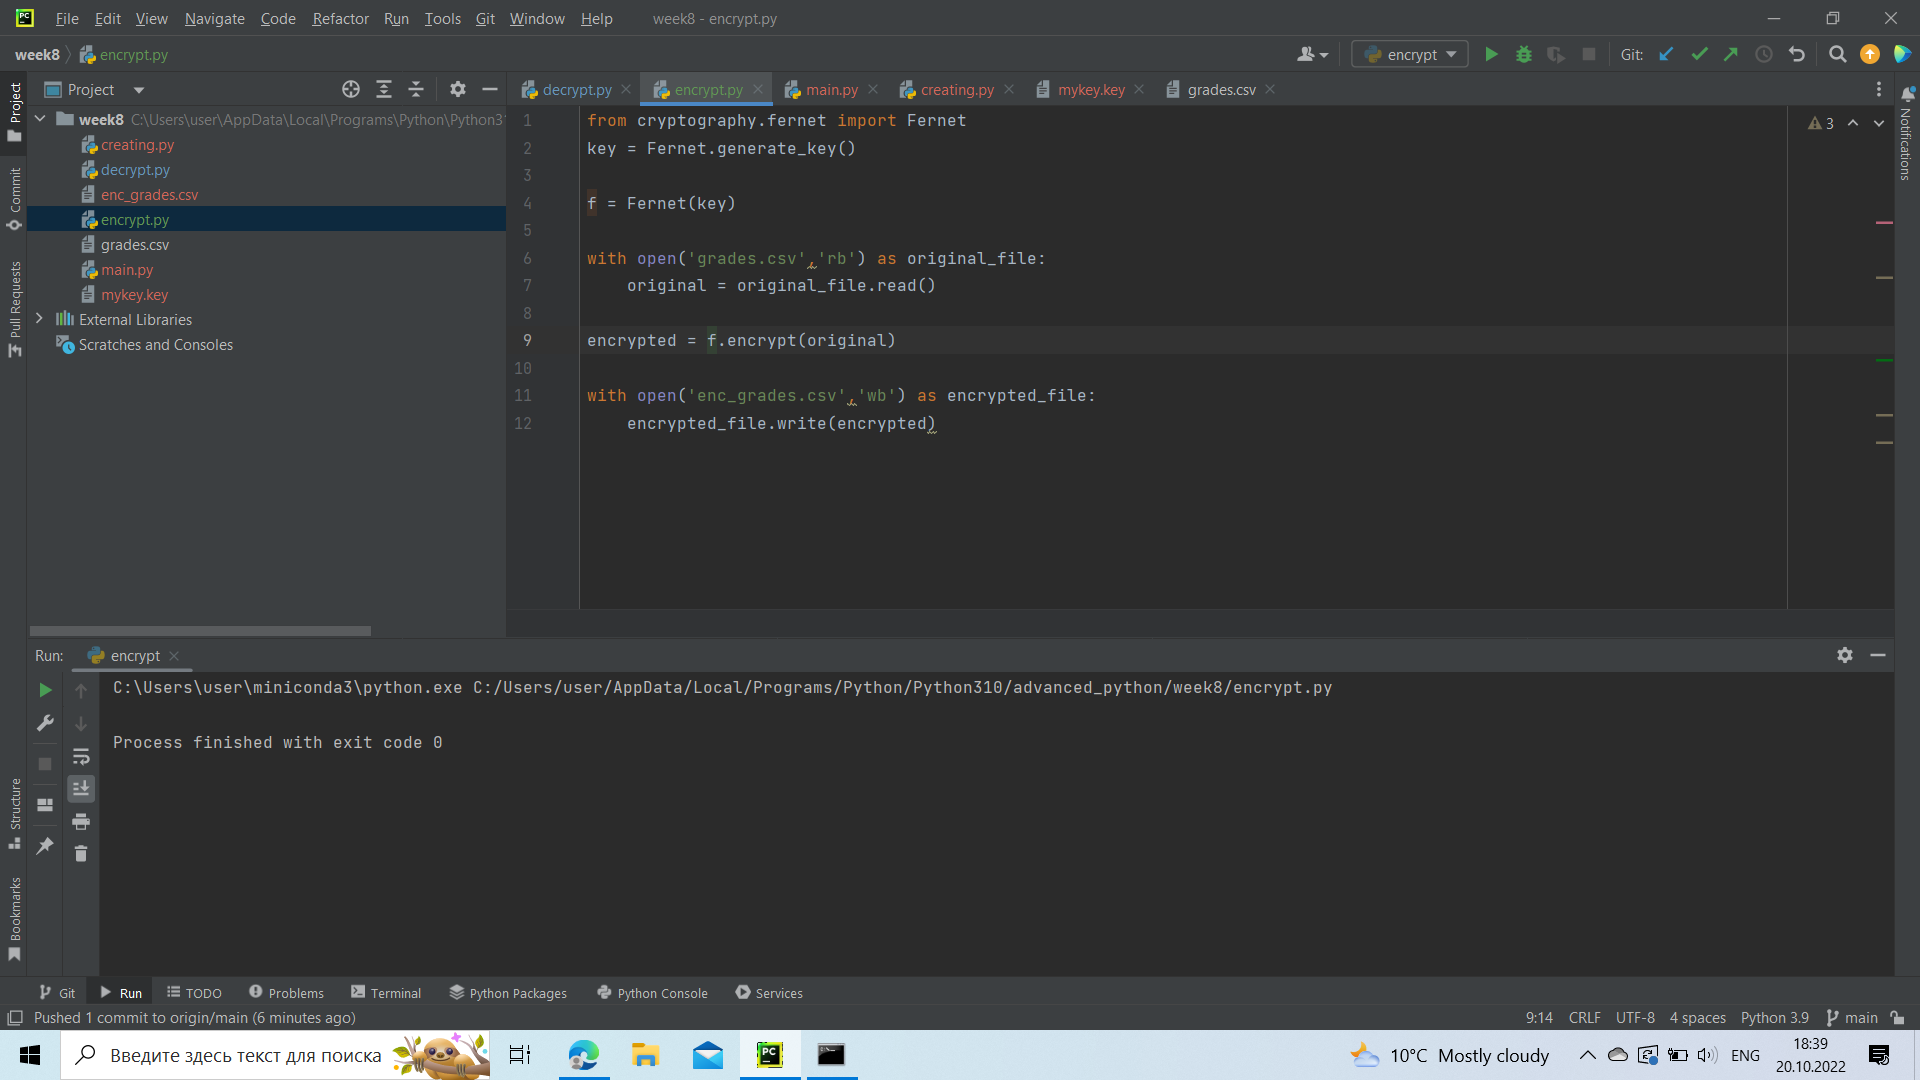 File Edit View Navigate Code Refactor Run Tools Git Window Help week8 - encrypt.py
week8 encrypt.py encrypt Git:
Project
decrypt.py encrypt.py main.py creating.py mykey.key grades.csv
week8 C:\Users\user\AppData\Local\Programs\Python\Python3
creating.py
decrypt.py
enc_grades.csv
encrypt.py
grades.csv
main.py
mykey.key
External Libraries
Scratches and Consoles
Project
Commit
Pull Requests
Structure
Bookmarks
Notifications
3
1 from cryptography.fernet import Fernet
2 key = Fernet.generate_key()
3
4 f = Fernet(key)
5
6 with open('grades.csv','rb') as original_file:
7 original = original_file.read()
8
9 encrypted = f.encrypt(original)
10
11 with open('enc_grades.csv','wb') as encrypted_file:
12 encrypted_file.write(encrypted)
Run: encrypt
C:\Users\user\miniconda3\python.exe C:/Users/user/AppData/Local/Programs/Python/Python310/advanced_python/week8/encrypt.py
Process finished with exit code 0
Git Run TODO Problems Terminal Python Packages Python Console Services
Pushed 1 commit to origin/main (6 minutes ago) 9:14 CRLF UTF-8 4 spaces Python 3.9 main
Введите здесь текст для поиска PC 10°C Mostly cloudy ENG 18:39
20.10.2022